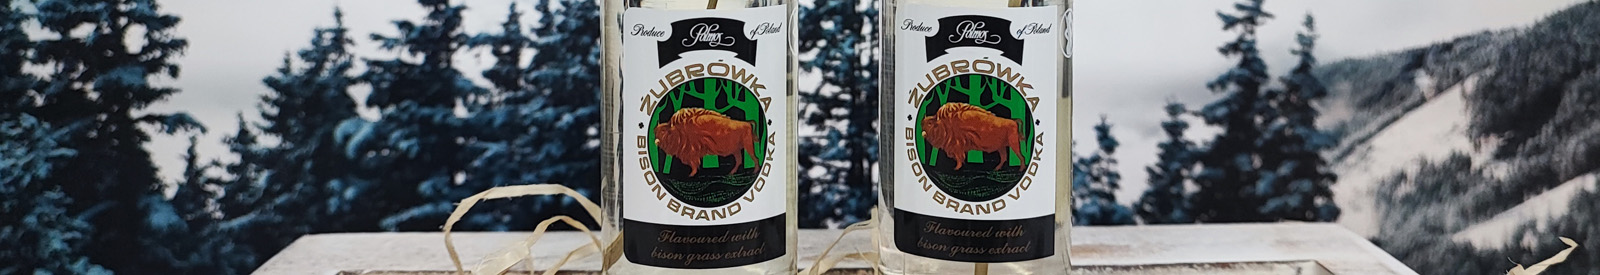 Produce Polmos of Poland
ŻUBRÓWKA
BISON BRAND VODKA
Flavoured with
bison grass extract
Produce Polmos of Poland
ŻUBRÓWKA
BISON BRAND VODKA
Flavoured with
bison grass extract